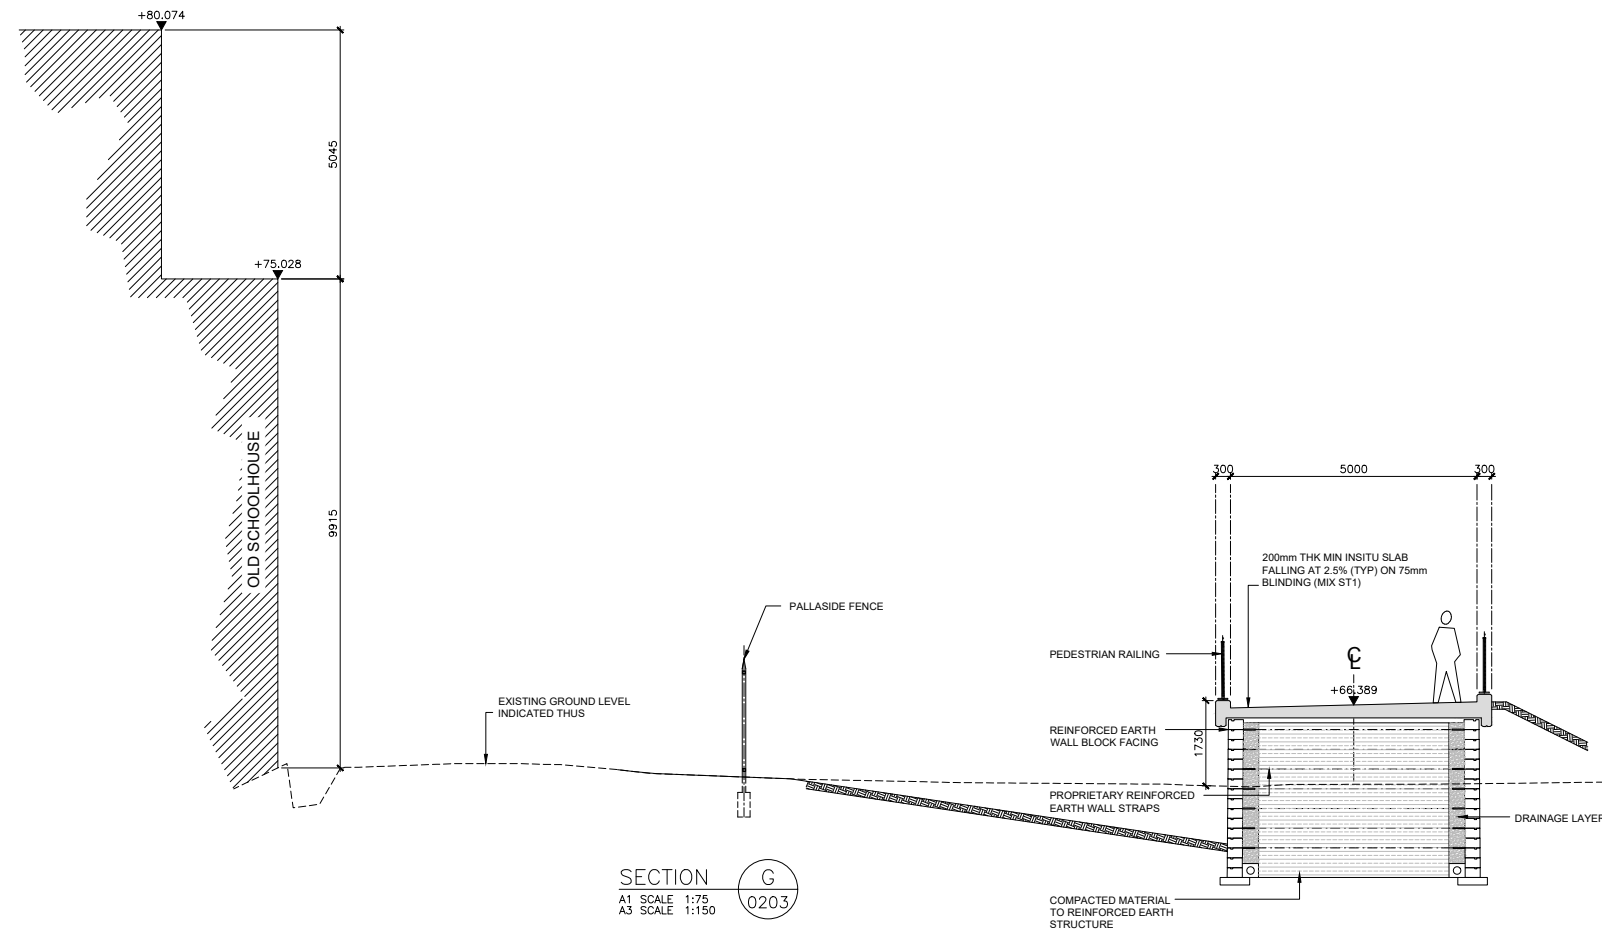 +80.074
5045
+75.028
OLD SCHOOLHOUSE
9915
300
5000
300
200mm THK MIN INSITU SLAB
FALLING AT 2.5% (TYP) ON 75mm
BLINDING (MIX ST1)
PALLASIDE FENCE
PEDESTRIAN RAILING
CL
+66.389
EXISTING GROUND LEVEL
INDICATED THUS
REINFORCED EARTH
WALL BLOCK FACING
1730
PROPRIETARY REINFORCED
EARTH WALL STRAPS
DRAINAGE LAYER
SECTION
G
0203
A1 SCALE 1:75
A3 SCALE 1:150
COMPACTED MATERIAL
TO REINFORCED EARTH
STRUCTURE